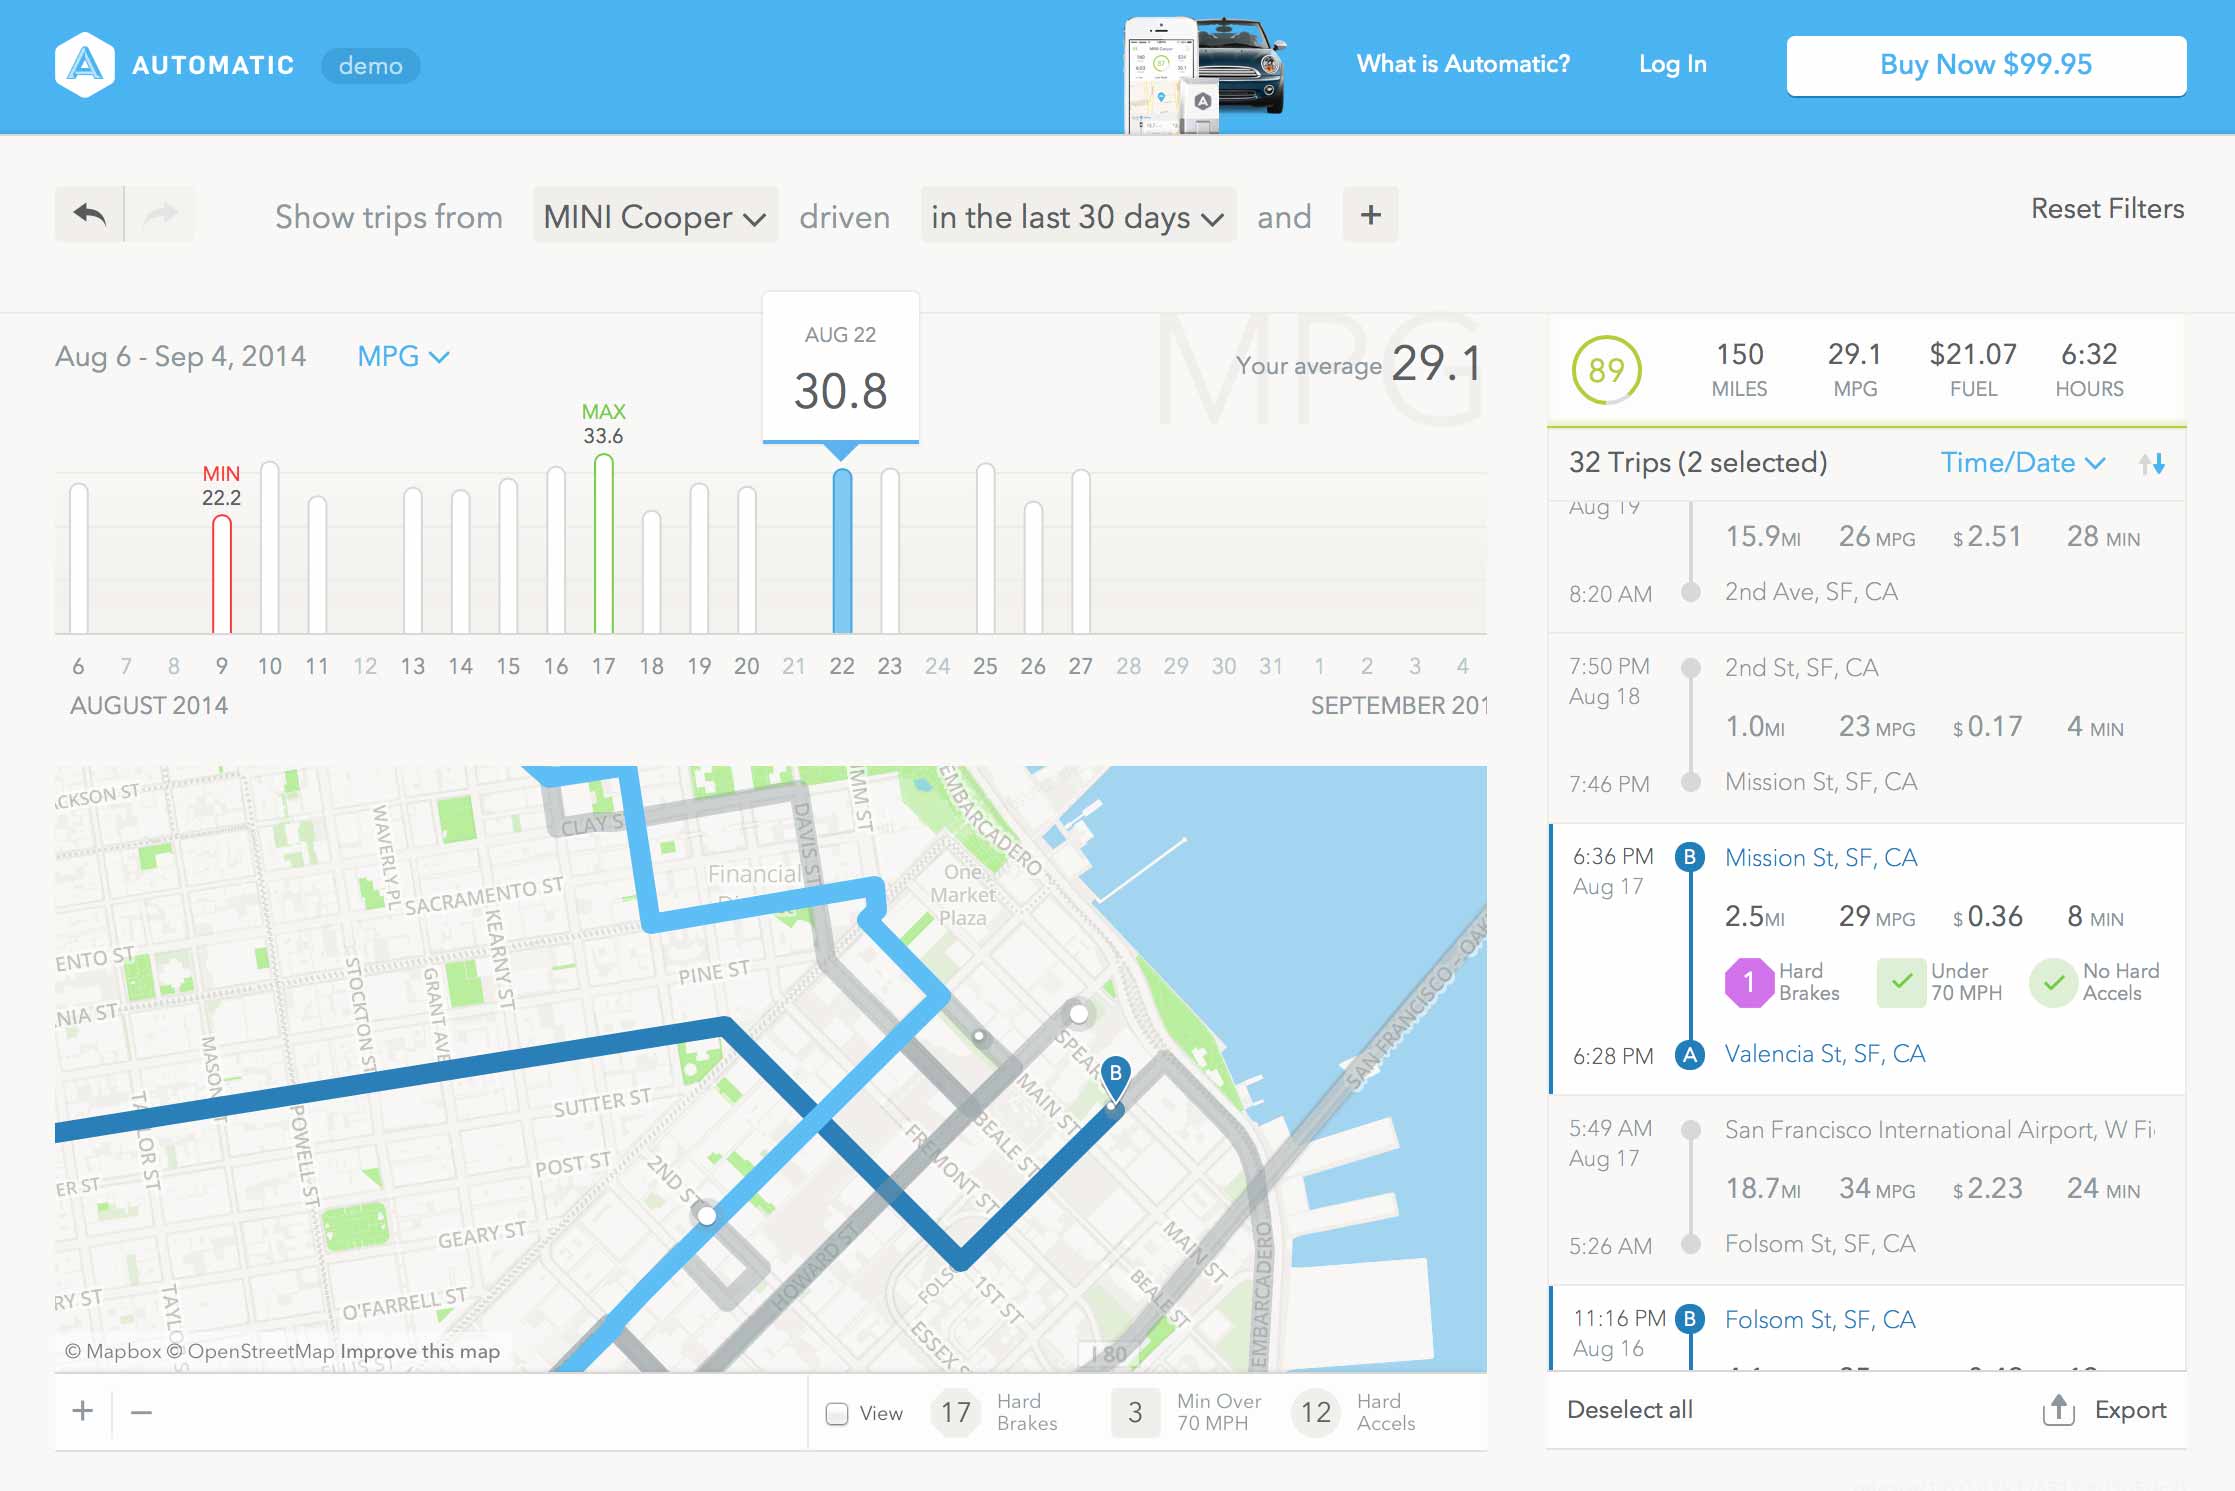 AUTOMATIC demo
What is Automatic? Log In Buy Now $99.95
Show trips from MINI Cooper driven in the last 30 days and +
Reset Filters
Aug 6 - Sep 4, 2014 MPG
AUG 22
30.8
MPG
Your average 29.1
MAX
33.6
MIN
22.2
6 7 8 9 10 11 12 13 14 15 16 17 18 19 20 21 22 23 24 25 26 27 28 29 30 31 1 2 3 4
AUGUST 2014 SEPTEMBER 201
89
150 29.1 $21.07 6:32
MILES MPG FUEL HOURS
32 Trips (2 selected) Time/Date
Aug 19
15.9MI 26 MPG $ 2.51 28 MIN
8:20 AM 2nd Ave, SF, CA
7:50 PM 2nd St, SF, CA
Aug 18
1.0MI 23 MPG $ 0.17 4 MIN
7:46 PM Mission St, SF, CA
6:36 PM B Mission St, SF, CA
Aug 17
2.5MI 29 MPG $ 0.36 8 MIN
1 Hard Brakes
Under 70 MPH
No Hard Accels
6:28 PM A Valencia St, SF, CA
5:49 AM San Francisco International Airport, W Fi
Aug 17
18.7MI 34 MPG $ 2.23 24 MIN
5:26 AM Folsom St, SF, CA
11:16 PM B Folsom St, SF, CA
Aug 16
Deselect all Export
CKSON ST
WAVERLY PL
CLAY S
DAVIS ST
MM ST
EMBARCADERO
Financial
One
Market
Plaza
SACRAMENTO ST
KEARNY ST
ENTO ST
STOCKTON ST
GRANT AVE
PINE ST
NIA ST
MASON
SPEAR
MAIN ST
B
SAN FRANCISCO - OAK
TAYLOR ST
POWELL ST
SUTTER ST
BEALE ST
FREMONT ST
POST ST
2ND ST
ER ST
GEARY ST
HOWARD ST
FOLS
1ST ST
MAIN ST
BEALE ST
EMBARCADERO
RY ST
TAYLO
O'FARRELL ST
ESSEX S
I 80
ELLIS ST
© Mapbox © OpenStreetMap Improve this map
+ −
View
17 Hard Brakes
3 Min Over 70 MPH
12 Hard Accels